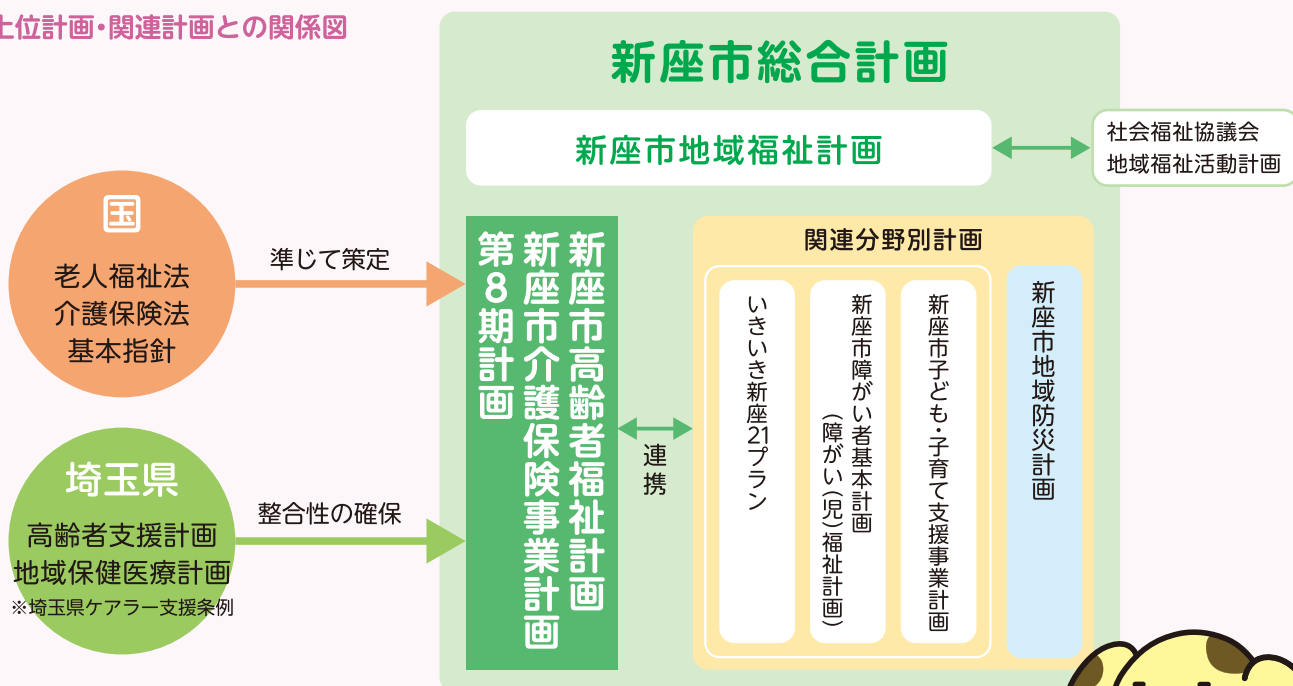 上位計画・関連計画との関係図
新座市総合計画
新座市地域福祉計画
社会福祉協議会
地域福祉活動計画
国
老人福祉法
介護保険法
基本指針
準じて策定
埼玉県
高齢者支援計画
地域保健医療計画
※埼玉県ケアラー支援条例
整合性の確保
新座市高齢者福祉計画
新座市介護保険事業計画
第8期計画
連携
関連分野別計画
新座市地域防災計画
新座市子ども・子育て支援事業計画
新座市障がい者基本計画
(障がい(児)福祉計画)
いきいき新座21プラン